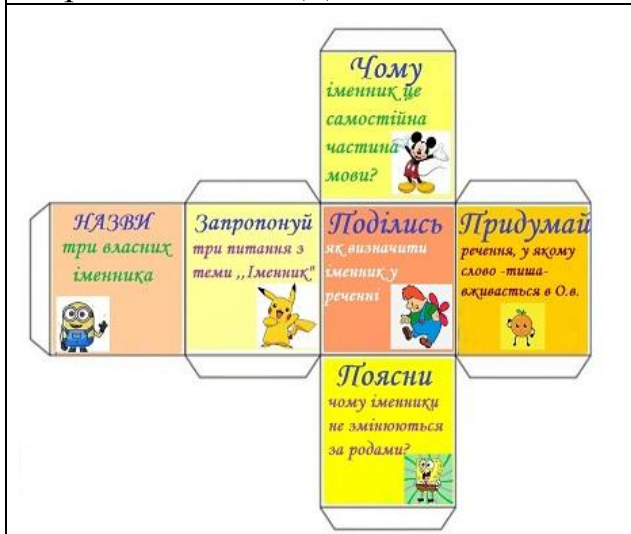 Чому
іменник це
самостійна
частина
мови?
НАЗВИ
три власних
іменника
Запропонуй
три питання з
теми ,,Іменник"
Поділись
як визначити
іменник у
реченні
Придумай
речення, у якому
слово -тиша-
вживається в О.в.
Поясни
чому іменники
не змінюються
за родами?